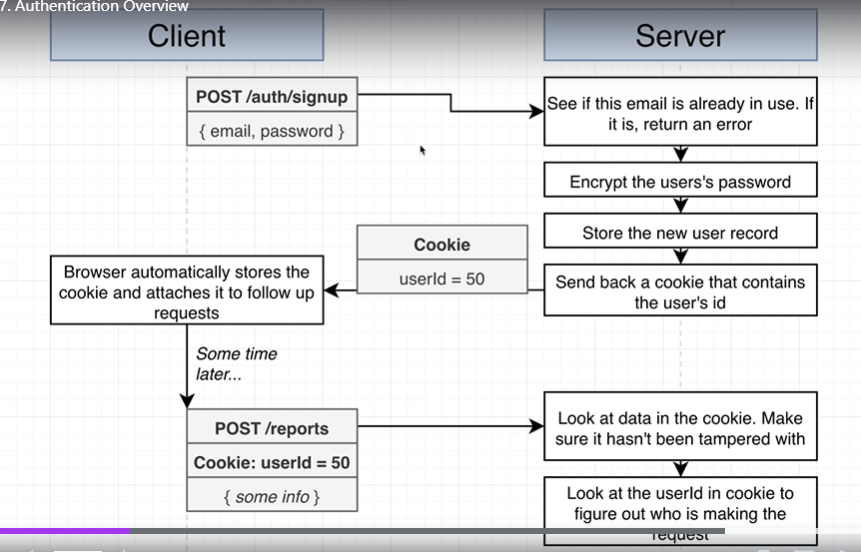 7. Authentication Overview
Client
Server
POST /auth/signup
{ email, password }
See if this email is already in use. If
it is, return an error
Encrypt the users's password
Store the new user record
Cookie
userId = 50
Send back a cookie that contains
the user's id
Browser automatically stores the
cookie and attaches it to follow up
requests
Some time
later...
POST /reports
Cookie: userId = 50
{ some info }
Look at data in the cookie. Make
sure it hasn't been tampered with
Look at the userId in cookie to
figure out who is making the
request